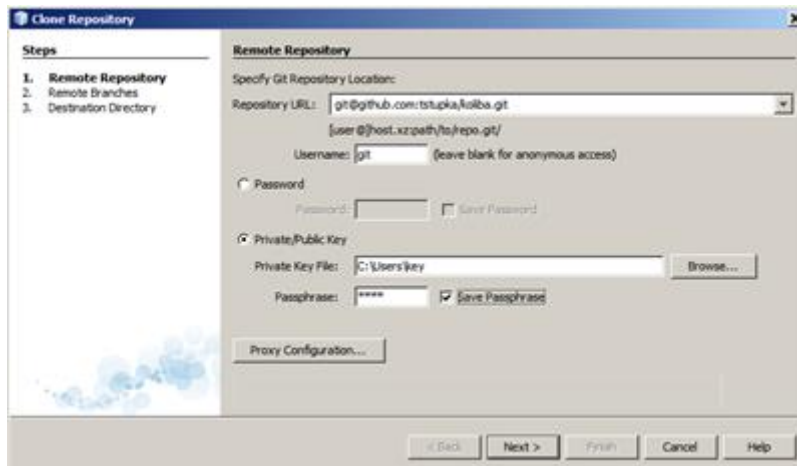 Clone Repository
Steps
1. Remote Repository
2. Remote Branches
3. Destination Directory
Remote Repository
Specify Git Repository Location:
Repository URL: git@github.com:tstupka/koliba.git
[user@]host.xz:path/to/repo.git/
Username: git (leave blank for anonymous access)
Password
Password: Save Password
Private/Public Key
Private Key File: C:\Users\key Browse...
Passphrase: **** Save Passphrase
Proxy Configuration...
< Back Next > Finish Cancel Help